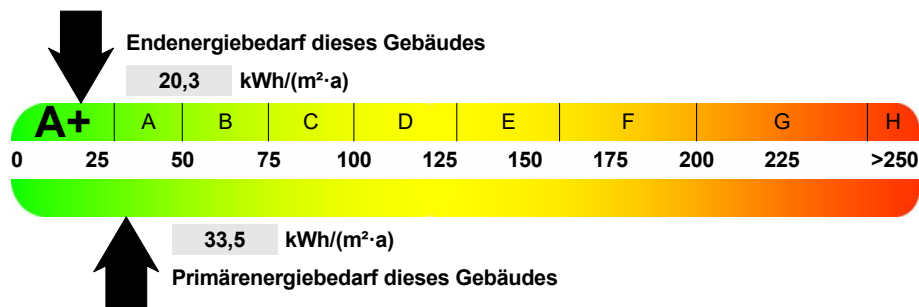 Endenergiebedarf dieses Gebäudes
20,3 kWh/(m²·a)
A+ A B C D E F G H
0 25 50 75 100 125 150 175 200 225 >250
33,5 kWh/(m²·a)
Primärenergiebedarf dieses Gebäudes